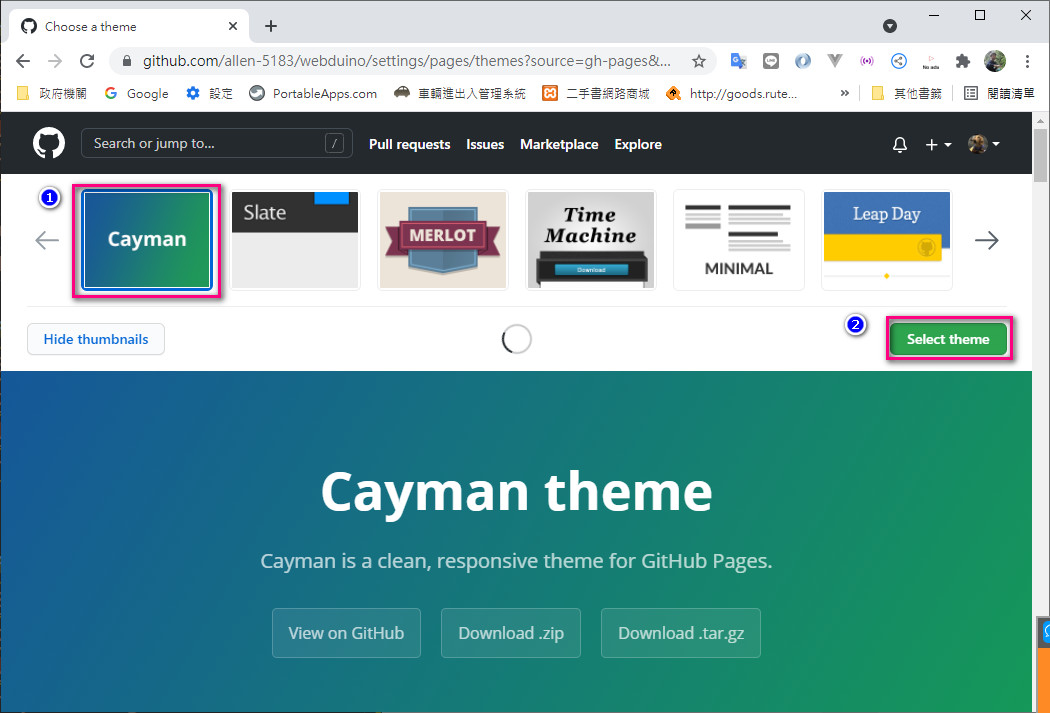 Choose a theme
github.com/allen-5183/webduino/settings/pages/themes?source=gh-pages&...
政府機關 Google 設定 PortableApps.com 車輛進出入管理系統 二手書網路商城 http://goods.rute... » 其他書籤 閱讀清單
Search or jump to... / Pull requests Issues Marketplace Explore
1
Cayman
Slate
MERLOT
Time
Machine
Download
MINIMAL
Leap Day
Hide thumbnails
2
Select theme
Cayman theme
Cayman is a clean, responsive theme for GitHub Pages.
View on GitHub Download .zip Download .tar.gz